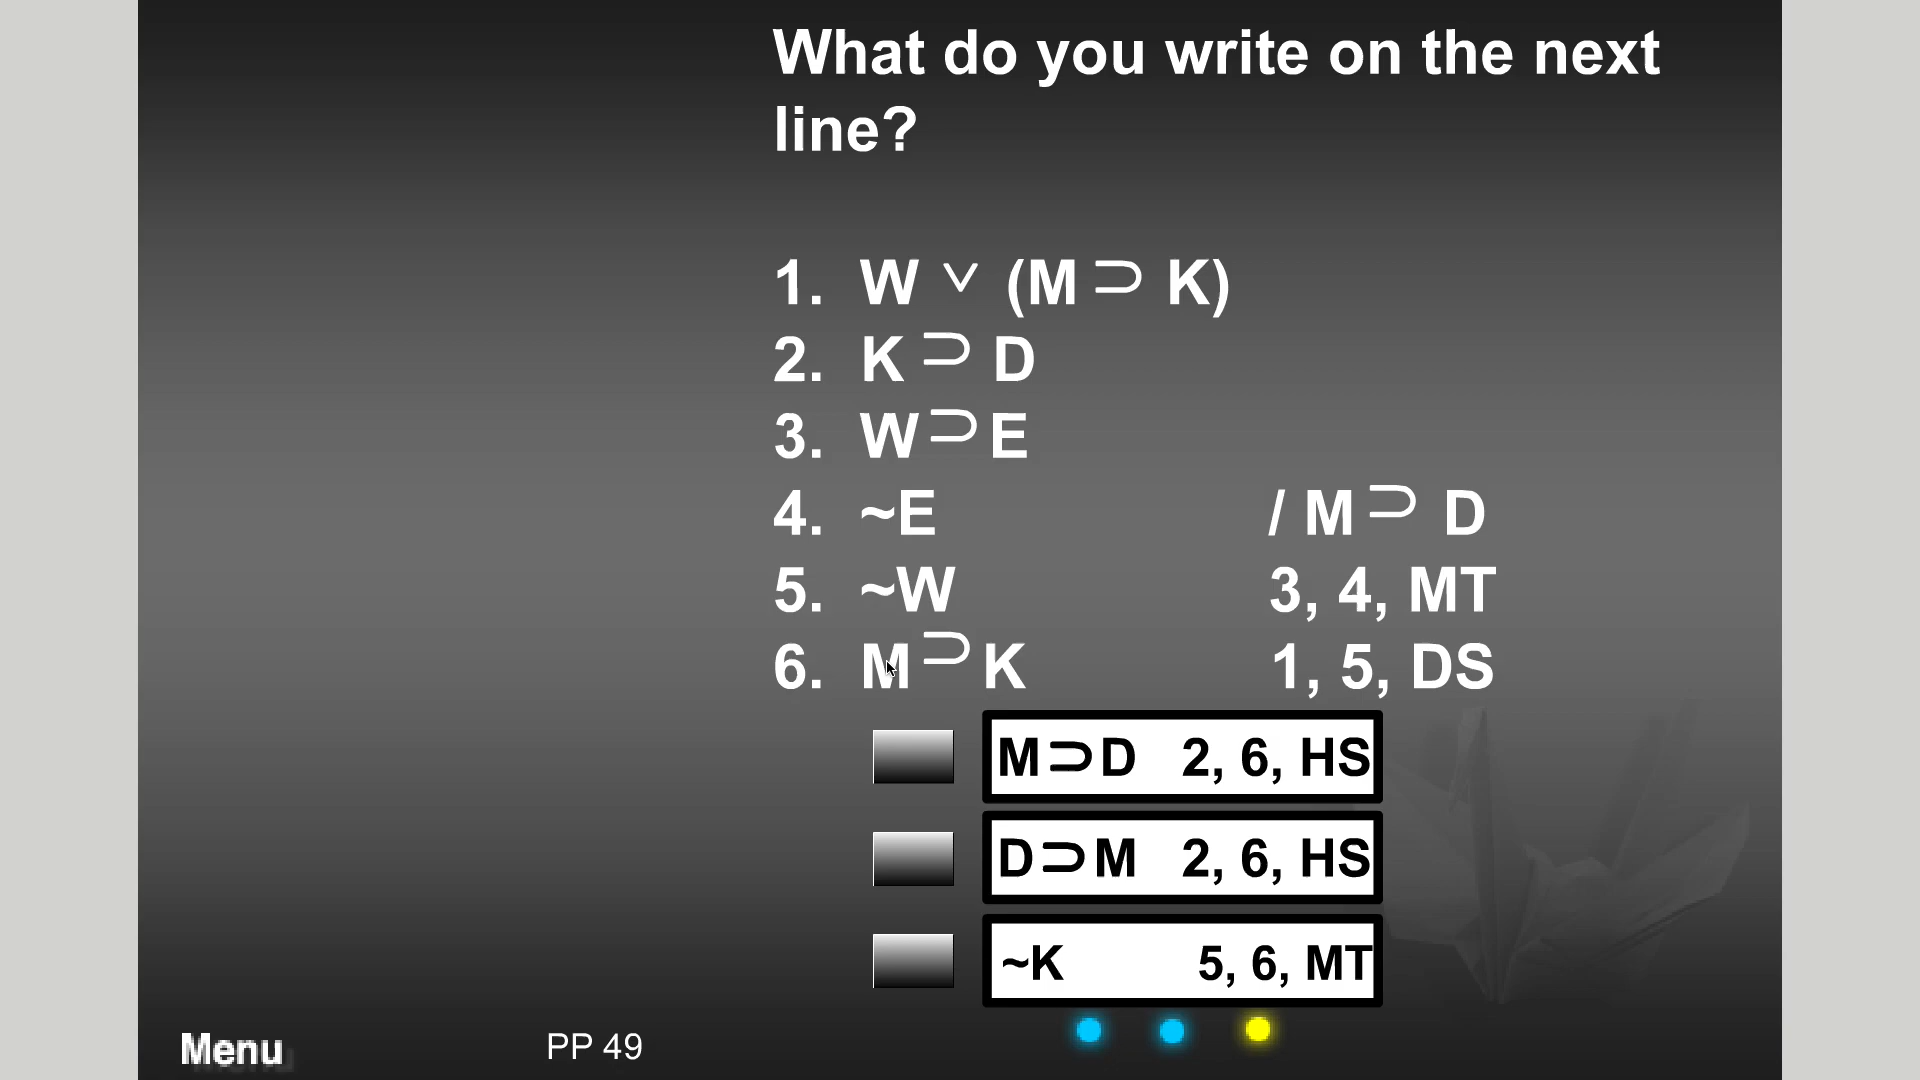 What do you write on the next
line?
1. W ∨ (M ⊃ K)
2. K ⊃ D
3. W ⊃ E
4. ~E / M ⊃ D
5. ~W 3, 4, MT
6. M ⊃ K 1, 5, DS
M ⊃ D 2, 6, HS
D ⊃ M 2, 6, HS
~K 5, 6, MT
Menu PP 49